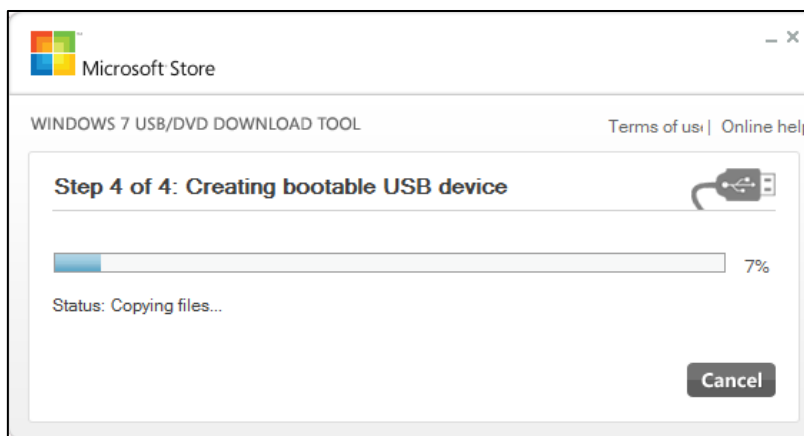 Microsoft Store
WINDOWS 7 USB/DVD DOWNLOAD TOOL
Terms of us | Online help
Step 4 of 4: Creating bootable USB device
7%
Status: Copying files...
Cancel